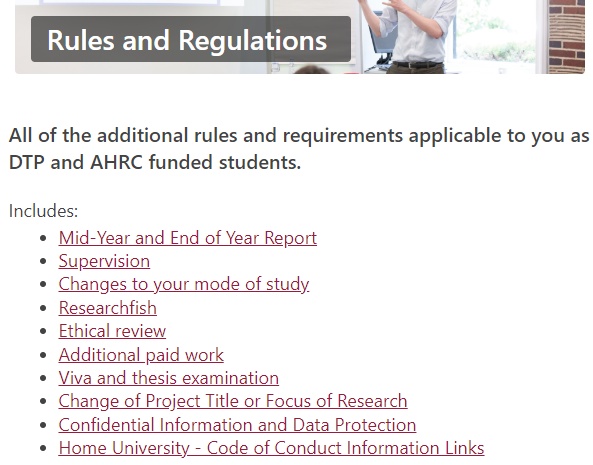 Rules and Regulations
All of the additional rules and requirements applicable to you as
DTP and AHRC funded students.
Includes:
Mid-Year and End of Year Report
Supervision
Changes to your mode of study
Researchfish
Ethical review
Additional paid work
Viva and thesis examination
Change of Project Title or Focus of Research
Confidential Information and Data Protection
Home University - Code of Conduct Information Links